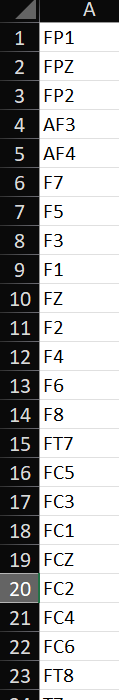 A
1 FP1
2 FPZ
3 FP2
4 AF3
5 AF4
6 F7
7 F5
8 F3
9 F1
10 FZ
11 F2
12 F4
13 F6
14 F8
15 FT7
16 FC5
17 FC3
18 FC1
19 FCZ
20 FC2
21 FC4
22 FC6
23 FT8